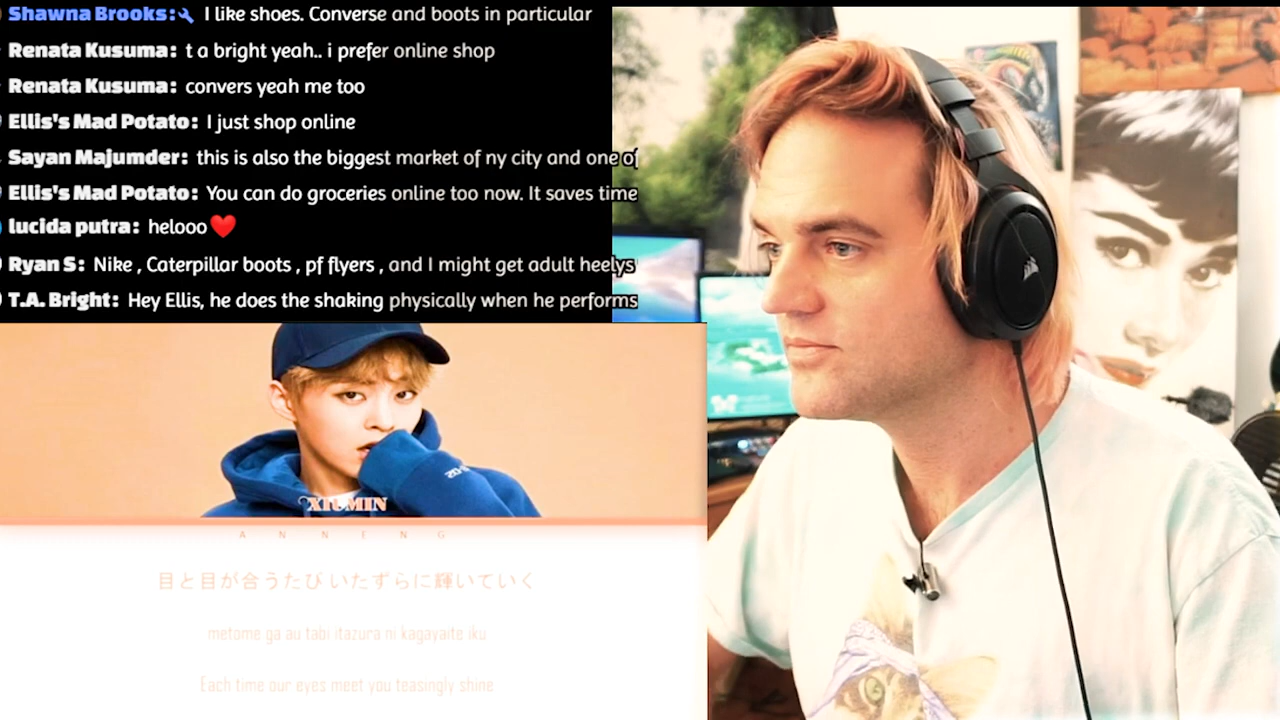 Shawna Brooks: I like shoes. Converse and boots in particular
Renata Kusuma: t a bright yeah.. i prefer online shop
Renata Kusuma: convers yeah me too
Ellis's Mad Potato: I just shop online
Sayan Majumder: this is also the biggest market of ny city and one of
Ellis's Mad Potato: You can do groceries online too now. It saves time
lucida putra: helooo❤️
Ryan S: Nike , Caterpillar boots , pf flyers , and I might get adult heelys
T.A. Bright: Hey Ellis, he does the shaking physically when he performs
XIUMIN
ANNENG
目と目が合うたび いたずらに輝いていく
metome ga au tabi itazura ni kagayaite iku
Each time our eyes meet you teasingly shine